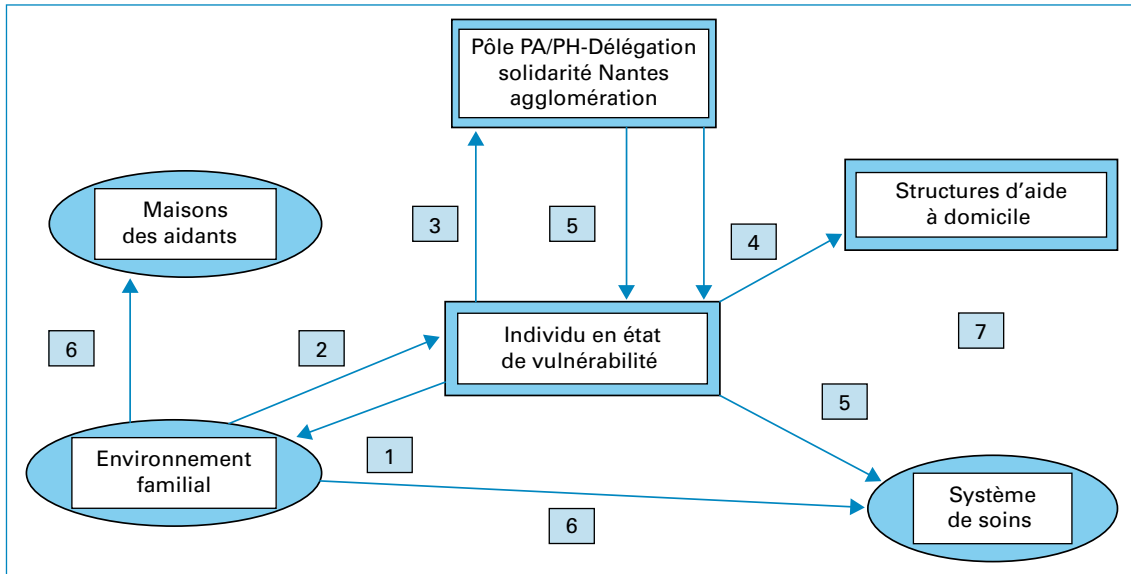 Pôle PA/PH-Délégation
solidarité Nantes
agglomération
Maisons
des aidants
3
5
4
Structures d'aide
à domicile
6
2
Individu en état
de vulnérabilité
7
5
1
Environnement
familial
6
Système
de soins